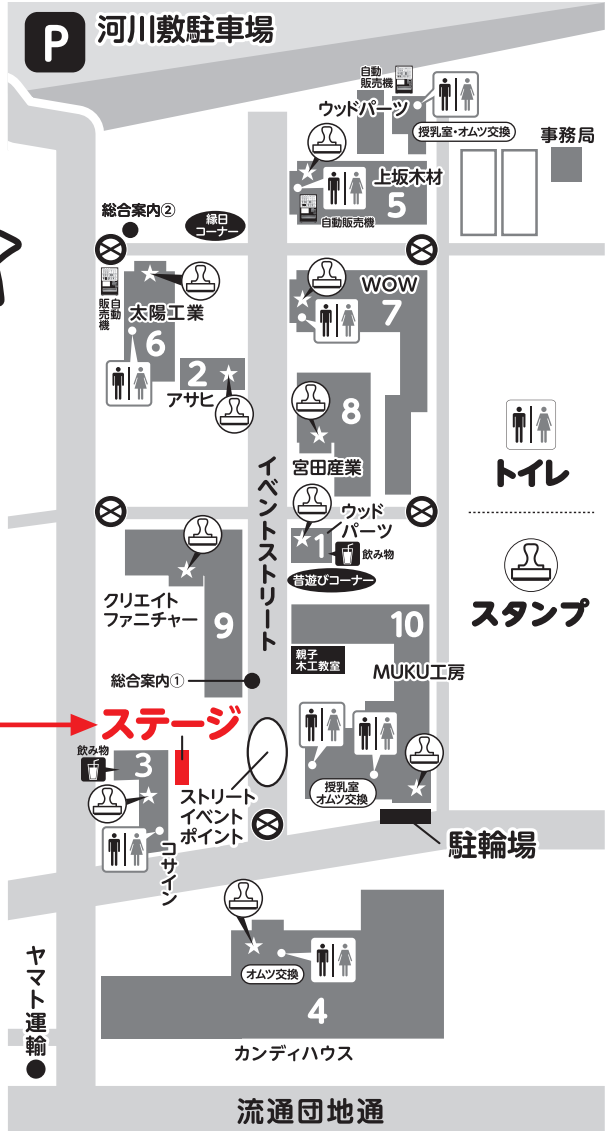 P 河川敷駐車場
自動
販売機
ウッドパーツ
授乳室・オムツ交換
事務局
上坂木材
5
自動販売機
総合案内②
縁日
コーナー
自動
販売機
太陽工業
6
WOW
7
2
アサヒ
8
宮田産業
トイレ
イベントストリート
ウッド
パーツ
1
飲み物
昔遊びコーナー
スタンプ
クリエイト
ファニチャー
9
10
親子
木工教室
MUKU工房
総合案内①
ステージ
飲み物
3
ストリート
イベント
ポイント
授乳室
オムツ交換
コサイン
駐輪場
オムツ交換
4
カンディハウス
ヤマト運輸
流通団地通